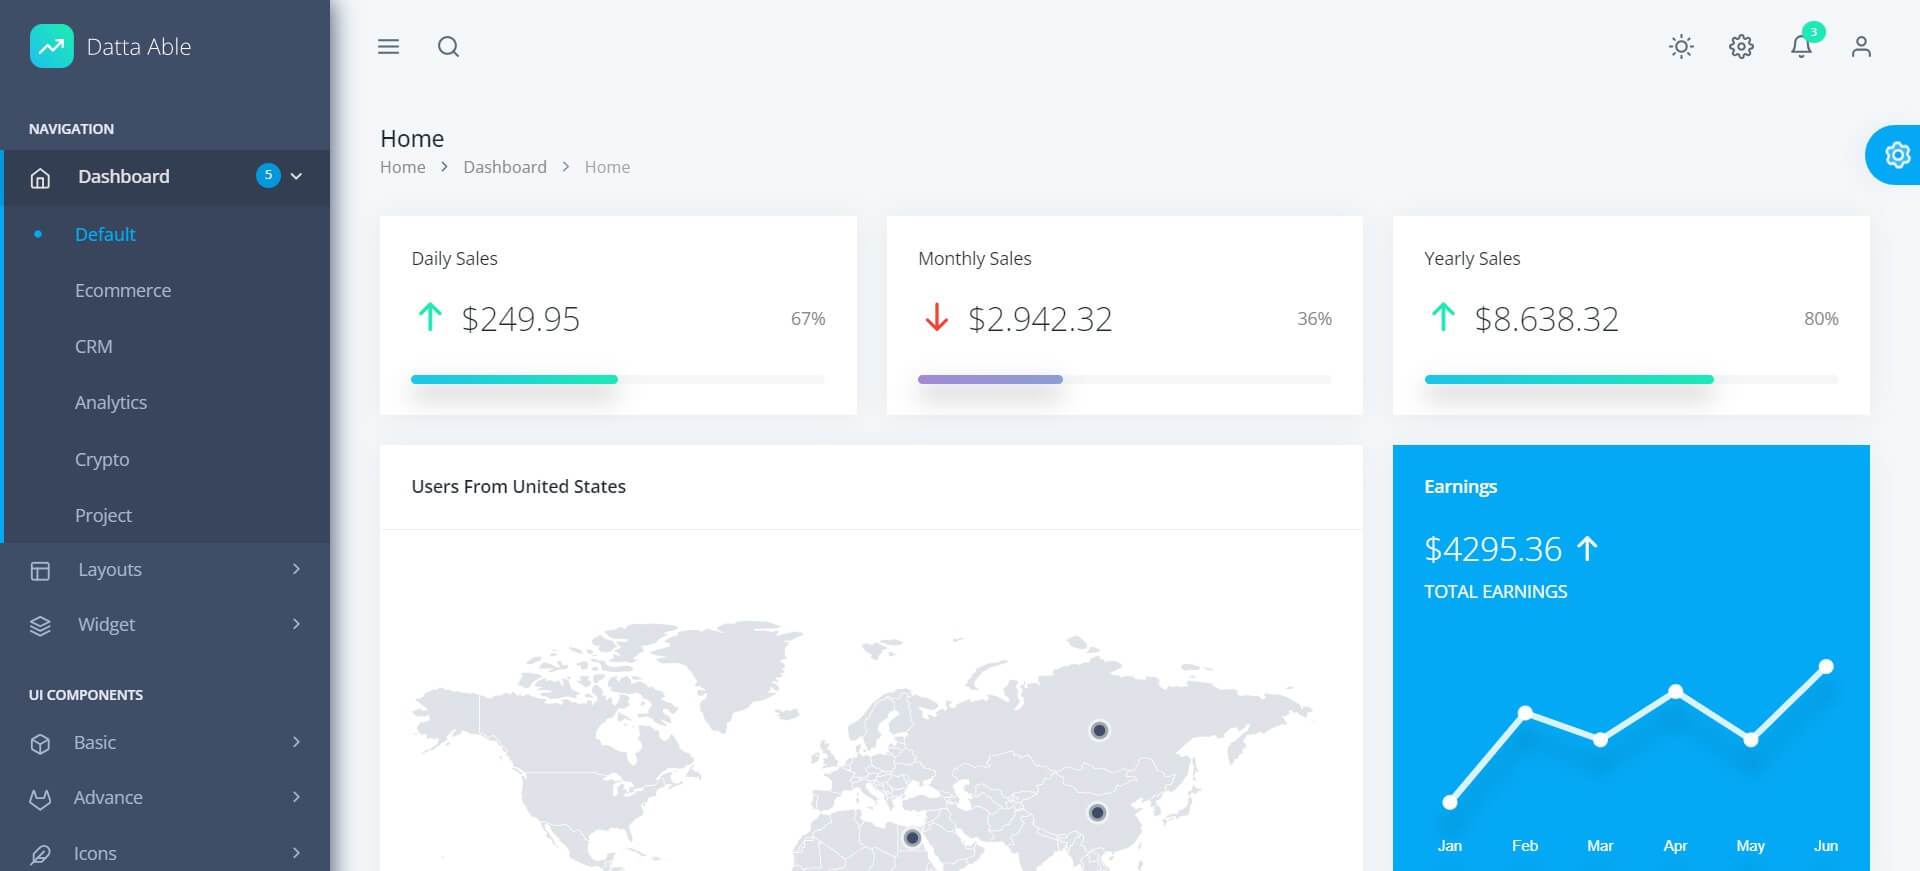 Datta Able
3
NAVIGATION
Dashboard 5
Default
Ecommerce
CRM
Analytics
Crypto
Project
Layouts
Widget
UI COMPONENTS
Basic
Advance
Icons
Home
Home > Dashboard > Home
Daily Sales
$249.95 67%
Monthly Sales
$2.942.32 36%
Yearly Sales
$8.638.32 80%
Users From United States
Earnings
$4295.36
TOTAL EARNINGS
Jan Feb Mar Apr May Jun